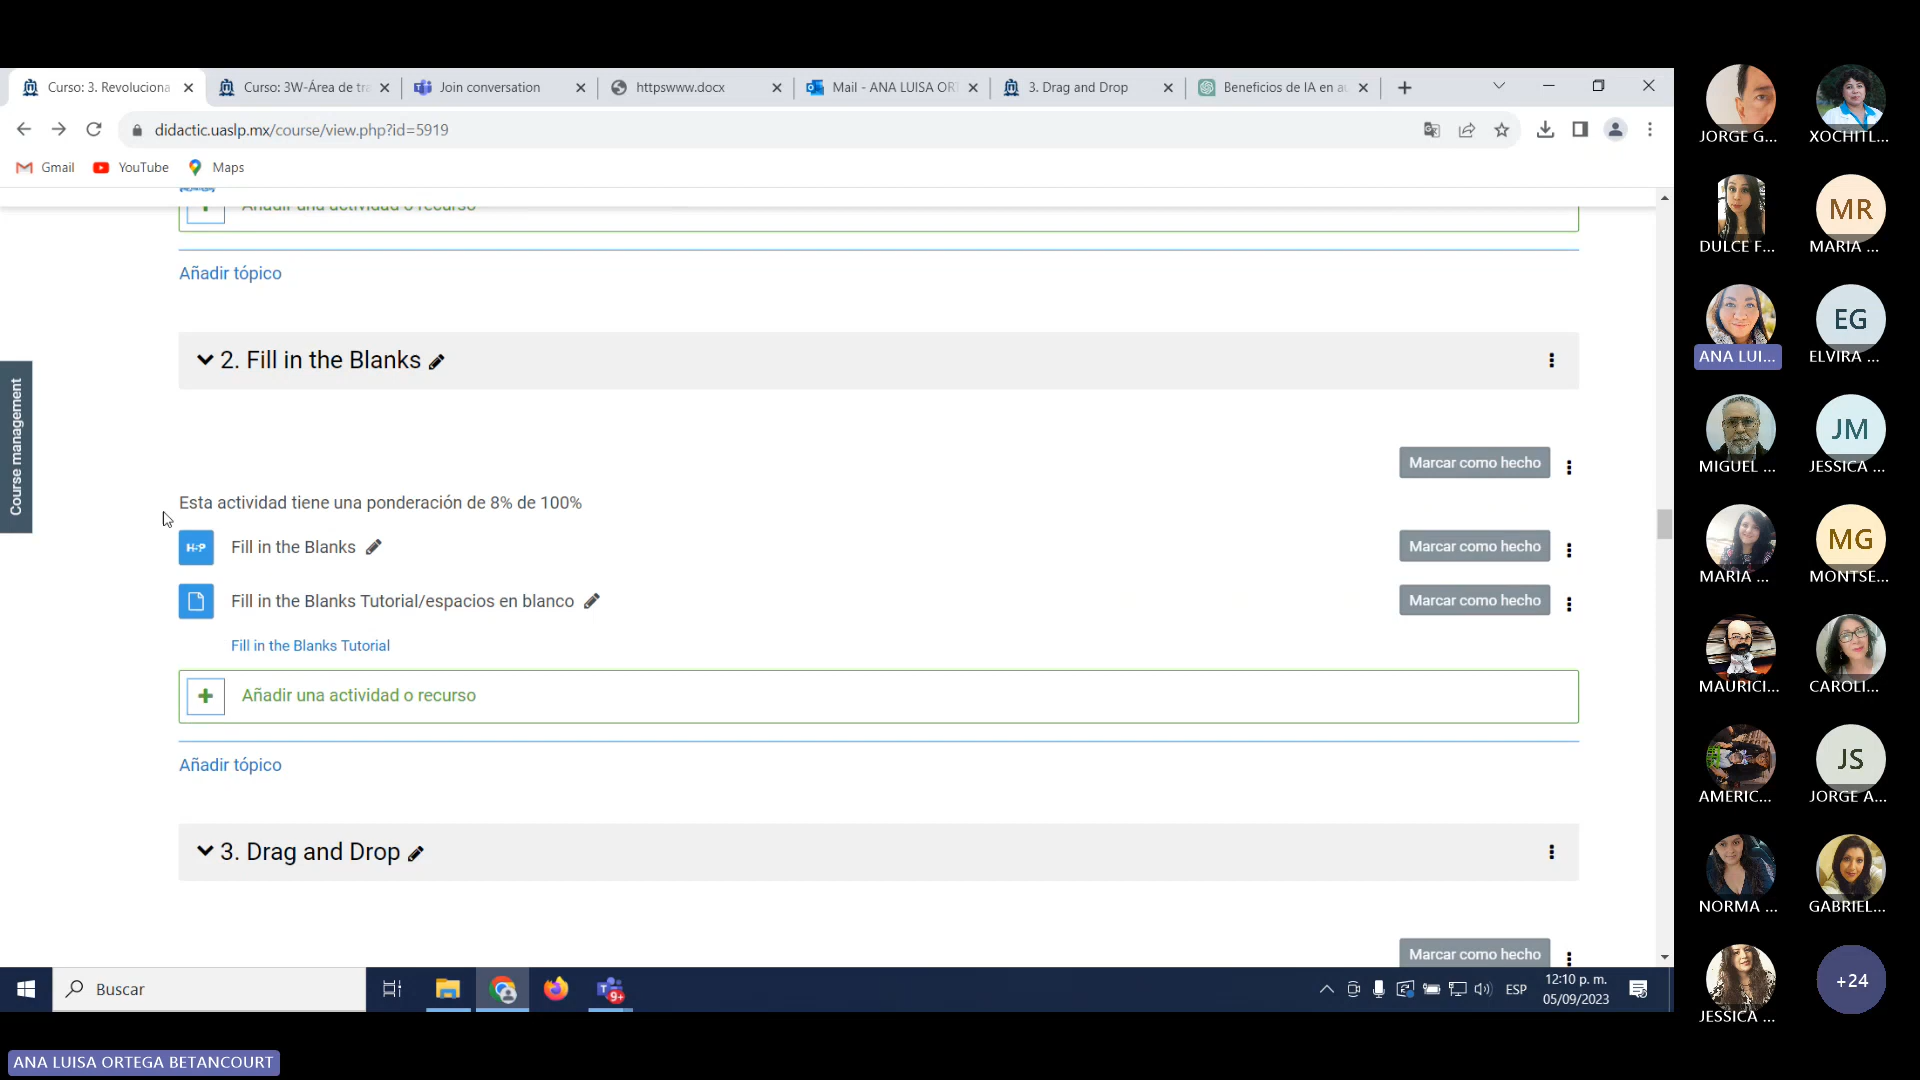 Curso: 3. Revoluciona
Curso: 3W-Área de tra
Join conversation
httpswww.docx
Mail - ANA LUISA OR
3. Drag and Drop
Beneficios de IA en a
didactic.uaslp.mx/course/view.php?id=5919
Gmail
YouTube
Maps
Añadir una actividad o recurso
Añadir tópico
2. Fill in the Blanks
Marcar como hecho
Esta actividad tiene una ponderación de 8% de 100%
H-P
Fill in the Blanks
Marcar como hecho
Fill in the Blanks Tutorial/espacios en blanco
Marcar como hecho
Fill in the Blanks Tutorial
Añadir una actividad o recurso
Añadir tópico
3. Drag and Drop
Marcar como hecho
Course management
Buscar
9+
ESP
12:10 p. m.
05/09/2023
JORGE G...
XOCHITL...
DULCE F...
MR
MARIA ...
ANA LUI...
EG
ELVIRA ...
MIGUEL ...
JM
JESSICA ...
MARIA ...
MG
MONTSE...
MAURICI...
CAROLI...
AMERIC...
JS
JORGE A...
NORMA ...
GABRIEL...
JESSICA ...
+24
ANA LUISA ORTEGA BETANCOURT